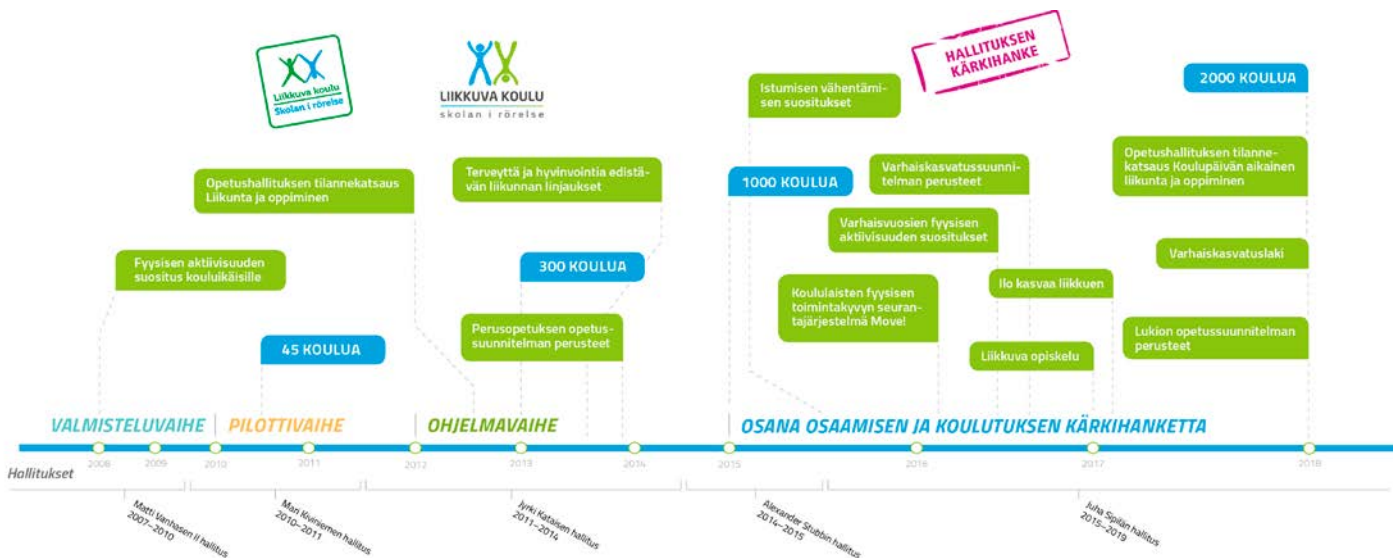 Liikkuva koulu
Skolan i rörelse
LIIKKUVA KOULU
skolan i rörelse
HALLITUKSEN
KÄRKIHANKE
2000 KOULUA
Istumisen vähentämi-
sen suositukset
Opetushallituksen tilannekatsaus
Liikunta ja oppiminen
Terveyttä ja hyvinvointia edistä-
vän liikunnan linjaukset
1000 KOULUA
Varhaiskasvatussuunni-
telman perusteet
Opetushallituksen tilanne-
katsaus Koulupäivän aikainen
liikunta ja oppiminen
Varhaisvuosien fyysisen
aktiivisuuden suositukset
Fyysisen aktiivisuuden
suositus kouluikäisille
300 KOULUA
Varhaiskasvatuslaki
Koululaisten fyysisen
toimintakyvyn seuran-
tajärjestelmä Move!
Ilo kasvaa liikkuen
Perusopetuksen opetus-
suunnitelman perusteet
45 KOULUA
Liikkuva opiskelu
Lukion opetussuunnitelman
perusteet
VALMISTELUVAIHE
PILOTTIVAIHE
OHJELMAVAIHE
OSANA OSAAMISEN JA KOULUTUKSEN KÄRKIHANKETTA
2008
2009
2010
2011
2012
2013
2014
2015
2016
2017
2018
Hallitukset
Matti Vanhasen II hallitus
2007–2010
Mari Kiviniemen hallitus
2010–2011
Jyrki Kataisen hallitus
2011–2014
Alexander Stubbin hallitus
2014–2015
Juha Sipilän hallitus
2015–2019